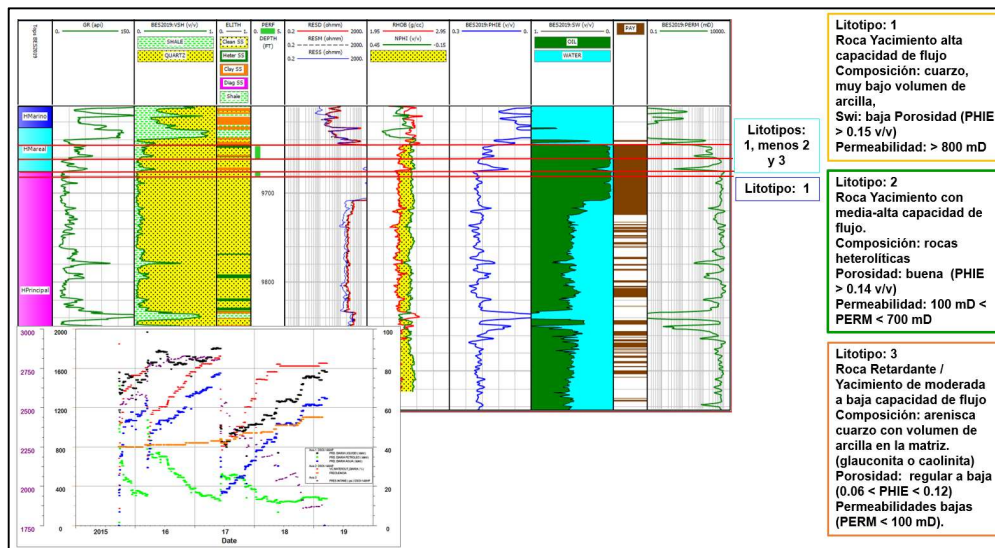 GR (api)
0. 150.
BES2019:VSH (v/v)
0. 1.
SHALE
QUARTZ
ELITH
0. 1.
Clean SS
Heter SS
Clay SS
Diag SS
Shale
PERF
DEPTH
(FT)
RESD (ohmm)
0.2 2000.
RESM (ohmm)
0.2 2000.
RESS (ohmm)
0.2 2000.
RHOB (g/cc)
1.95 2.95
NPHI (v/v)
0.45 -0.15
BES2019:PHIE (v/v)
0.3 0.
BES2019:SW (v/v)
1. 0.
OIL
WATER
PAY
BES2019:PERM (mD)
0.1 10000.
HMarino
HMareal
HPrincipal
9700
9800
Litotipos:
1, menos 2
y 3
Litotipo: 1
Litotipo: 1
Roca Yacimiento alta
capacidad de flujo
Composición: cuarzo,
muy bajo volumen de
arcilla,
Swi: baja Porosidad (PHIE
> 0.15 v/v)
Permeabilidad: > 800 mD
Litotipo: 2
Roca Yacimiento con
media-alta capacidad de
flujo.
Composición: rocas
heterolíticas
Porosidad: buena (PHIE
> 0.14 v/v)
Permeabilidad: 100 mD <
PERM < 700 mD
Litotipo: 3
Roca Retardante /
Yacimiento de moderada
a baja capacidad de flujo
Composición: arenisca
cuarzo con volumen de
arcilla en la matriz.
(glauconita o caolinita)
Porosidad: regular a baja
(0.06 < PHIE < 0.12)
Permeabilidades bajas
(PERM < 100 mD).
3000 2000 100
2750 1600 80
2500 1200 60
2250 800 40
2000 400 20
1750 0 0
2015 16 17 18 19
Date